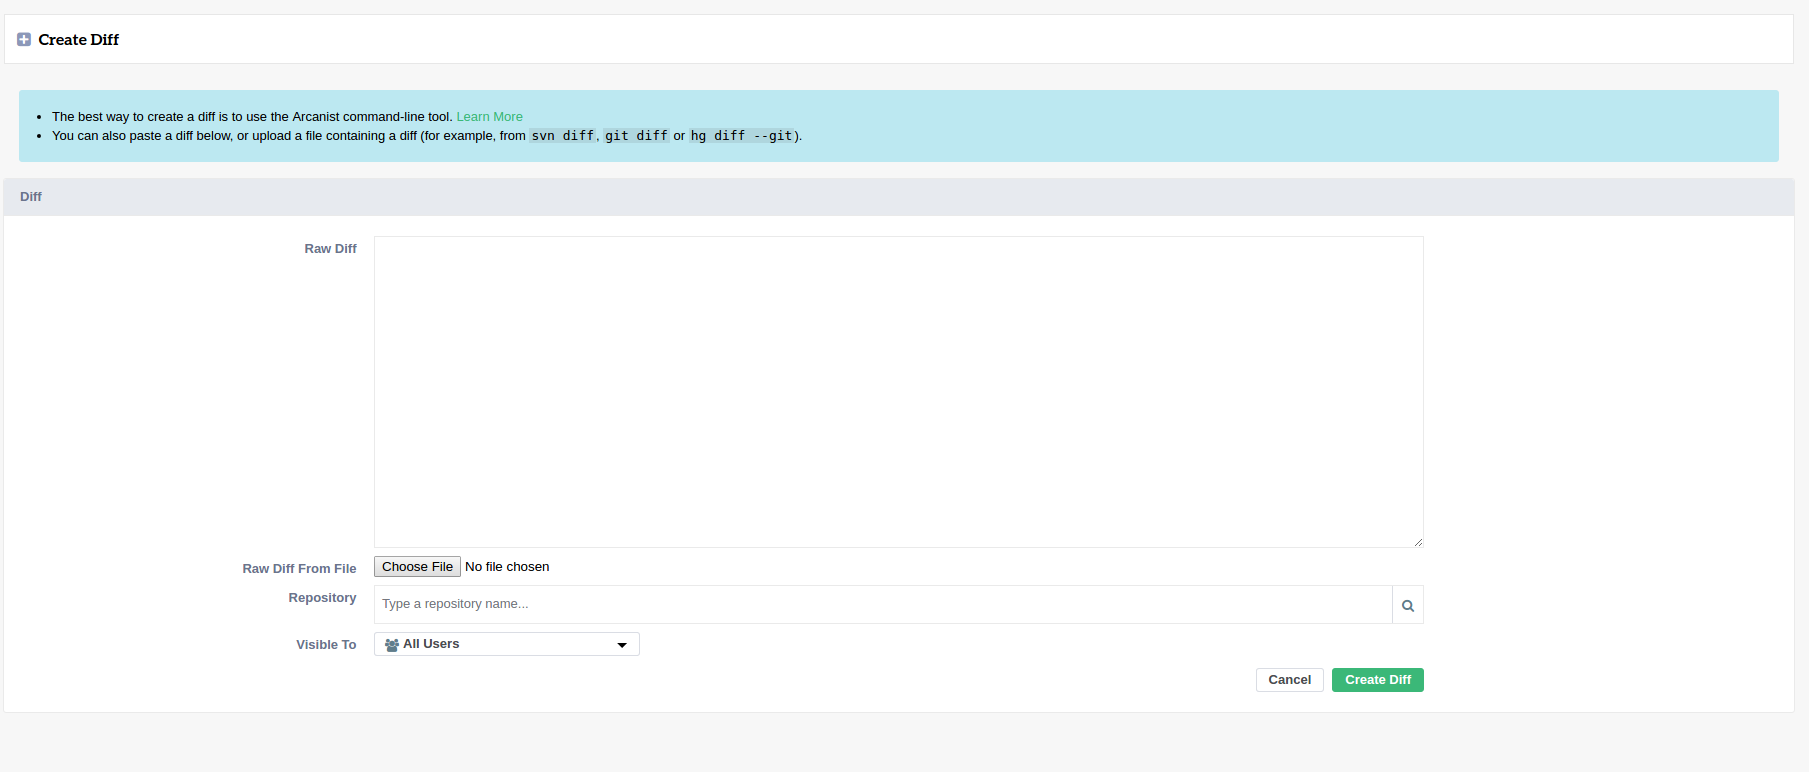 Create Diff
The best way to create a diff is to use the Arcanist command-line tool. Learn More
You can also paste a diff below, or upload a file containing a diff (for example, from svn diff, git diff or hg diff --git).
Diff
Raw Diff
Raw Diff From File Choose File No file chosen
Repository Type a repository name...
Visible To All Users
Cancel Create Diff